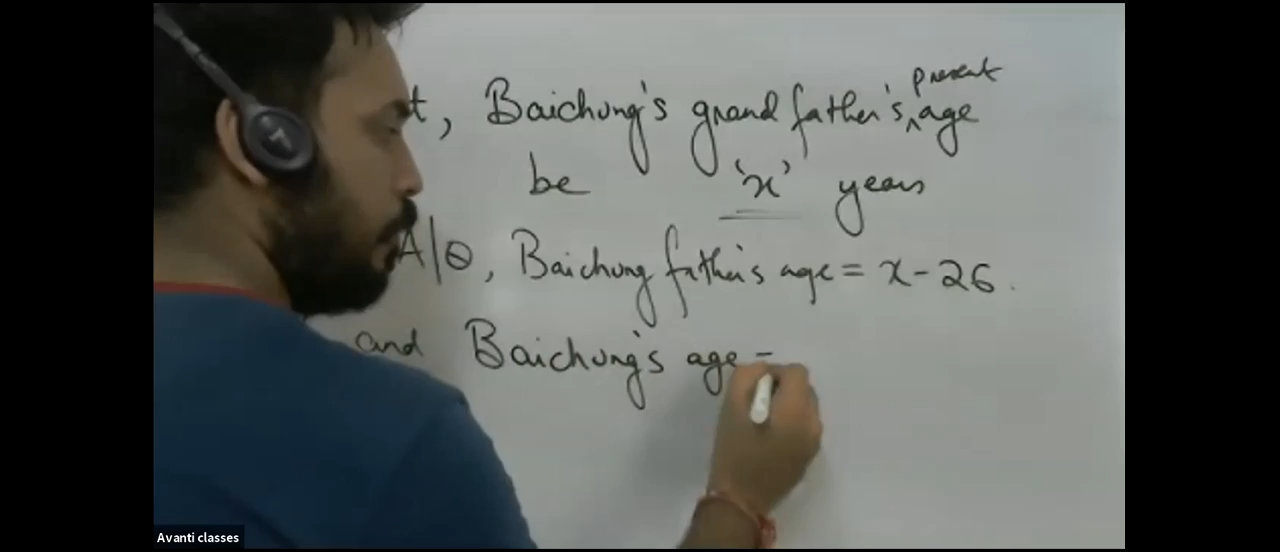 t, Baichung's grand father's ^ present age
be 'x' years
A/Q, Baichung father's age = x - 26.
and Baichung's age =
Avanti classes